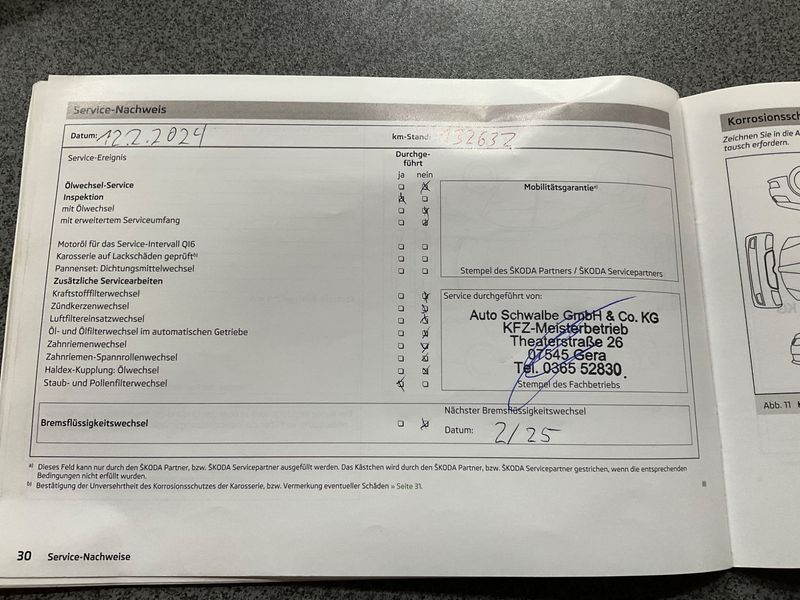 Service-Nachweis
Datum: 12.2.2024 km-Stand: 132632
Service-Ereignis Durchge-
führt
ja nein
Ölwechsel-Service
Inspektion
mit Ölwechsel
mit erweitertem Serviceumfang
Motoröl für das Service-Intervall QI6
Karosserie auf Lackschäden geprüft b)
Pannenset: Dichtungsmittelwechsel
Zusätzliche Servicearbeiten
Kraftstofffilterwechsel
Zündkerzenwechsel
Luftfiltereinsatzwechsel
Öl- und Ölfilterwechsel im automatischen Getriebe
Zahnriemenwechsel
Zahnriemen-Spannrollenwechsel
Haldex-Kupplung: Ölwechsel
Staub- und Pollenfilterwechsel
Mobilitätsgarantie a)
Stempel des ŠKODA Partners / ŠKODA Servicepartners
Service durchgeführt von:
Auto Schwalbe GmbH & Co. KG
KFZ-Meisterbetrieb
Theaterstraße 26
07545 Gera
Tel. 0365 52830.
Stempel des Fachbetriebs
Bremsflüssigkeitswechsel
Nächster Bremsflüssigkeitswechsel
Datum: 2/25
a) Dieses Feld kann nur durch den ŠKODA Partner, bzw. ŠKODA Servicepartner ausgefüllt werden. Das Kästchen wird durch den ŠKODA Partner, bzw. ŠKODA Servicepartner gestrichen, wenn die entsprechenden
Bedingungen nicht erfüllt wurden.
b) Bestätigung der Unversehrtheit des Korrosionsschutzes der Karosserie, bzw. Vermerkung eventueller Schäden » Seite 31.
30 Service-Nachweise
Korrosionssch
Zeichnen Sie in die A
tausch erfordern.
Abb. 11